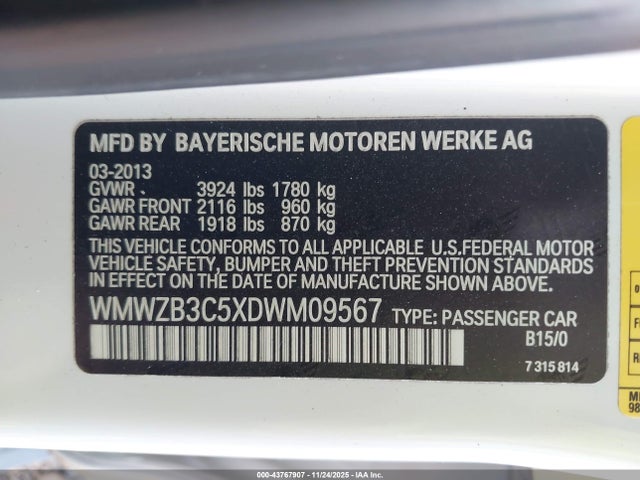 MFD BY BAYERISCHE MOTOREN WERKE AG
03-2013
GVWR 3924 lbs 1780 kg
GAWR FRONT 2116 lbs 960 kg
GAWR REAR 1918 lbs 870 kg
THIS VEHICLE CONFORMS TO ALL APPLICABLE U.S.FEDERAL MOTOR
VEHICLE SAFETY, BUMPER AND THEFT PREVENTION STANDARDS
IN EFFECT ON THE DATE OF MANUFACTURE SHOWN ABOVE.
WMWZB3C5XDWM09567 TYPE: PASSENGER CAR
B15/0
7 315 814
000-43767907 - 11/24/2025 - IAA Inc.